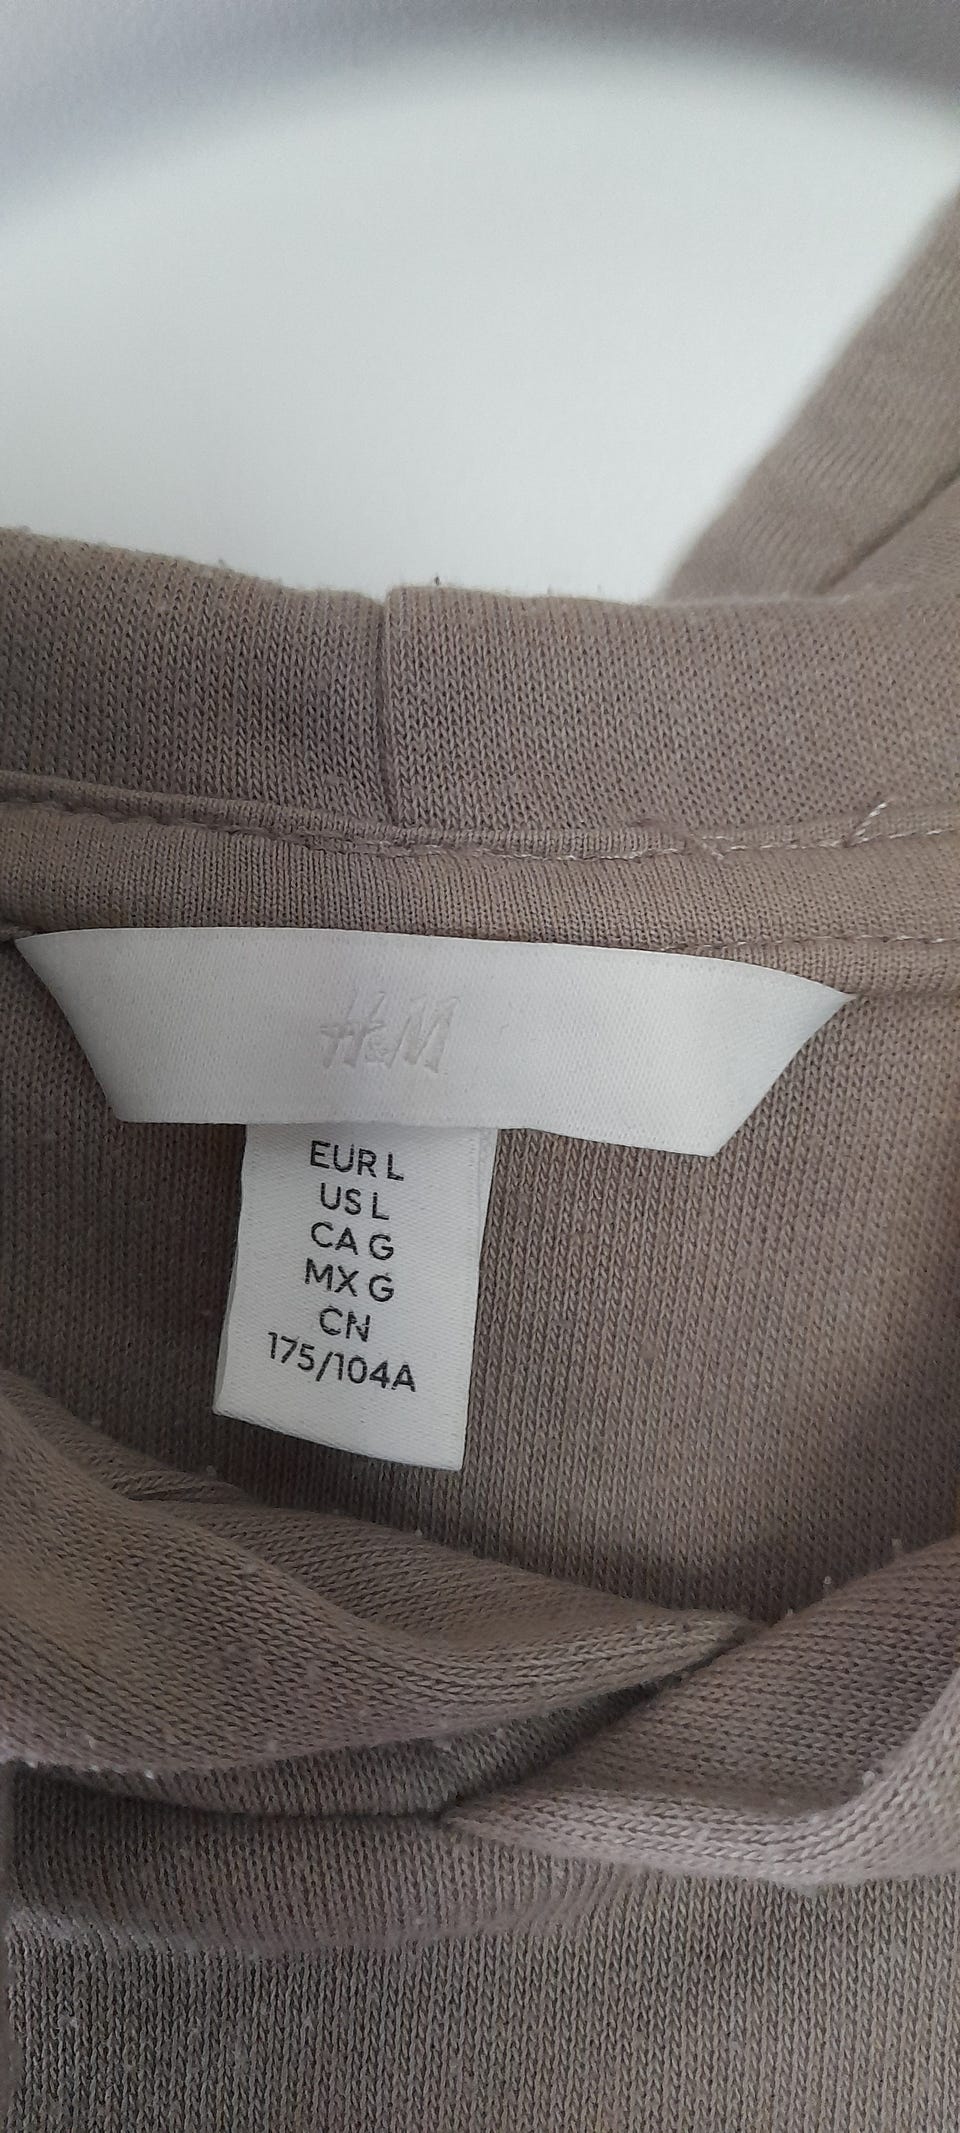 H&M
EUR L
US L
CA G
MX G
CN
175/104A